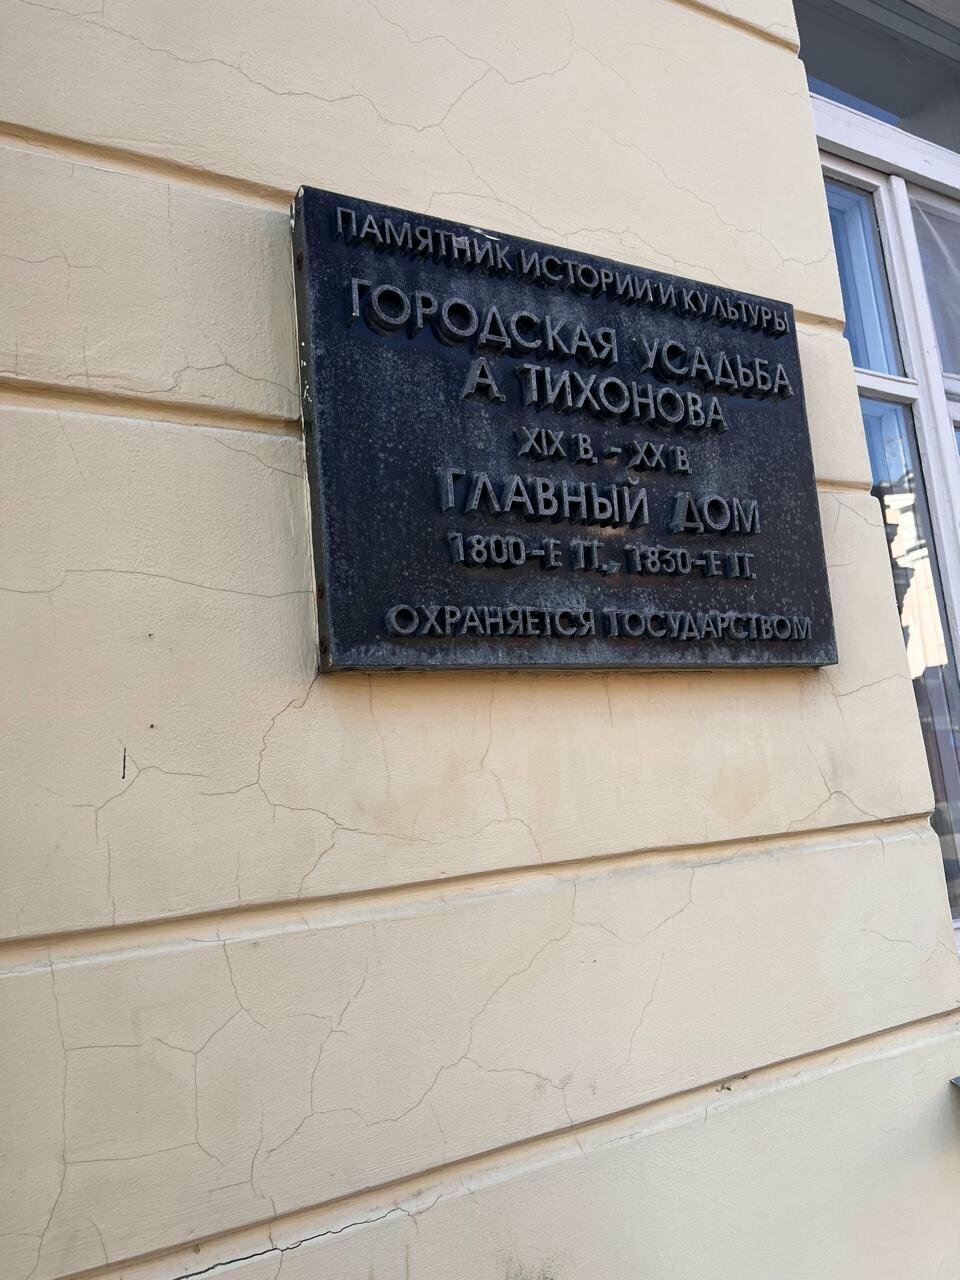 ПАМЯТНИК ИСТОРИИ И КУЛЬТУРЫ
ГОРОДСКАЯ УСАДЬБА
А. ТИХОНОВА
XIX В. - XX В.
ГЛАВНЫЙ ДОМ
1800-Е ГГ., 1830-Е ГГ.
ОХРАНЯЕТСЯ ГОСУДАРСТВОМ